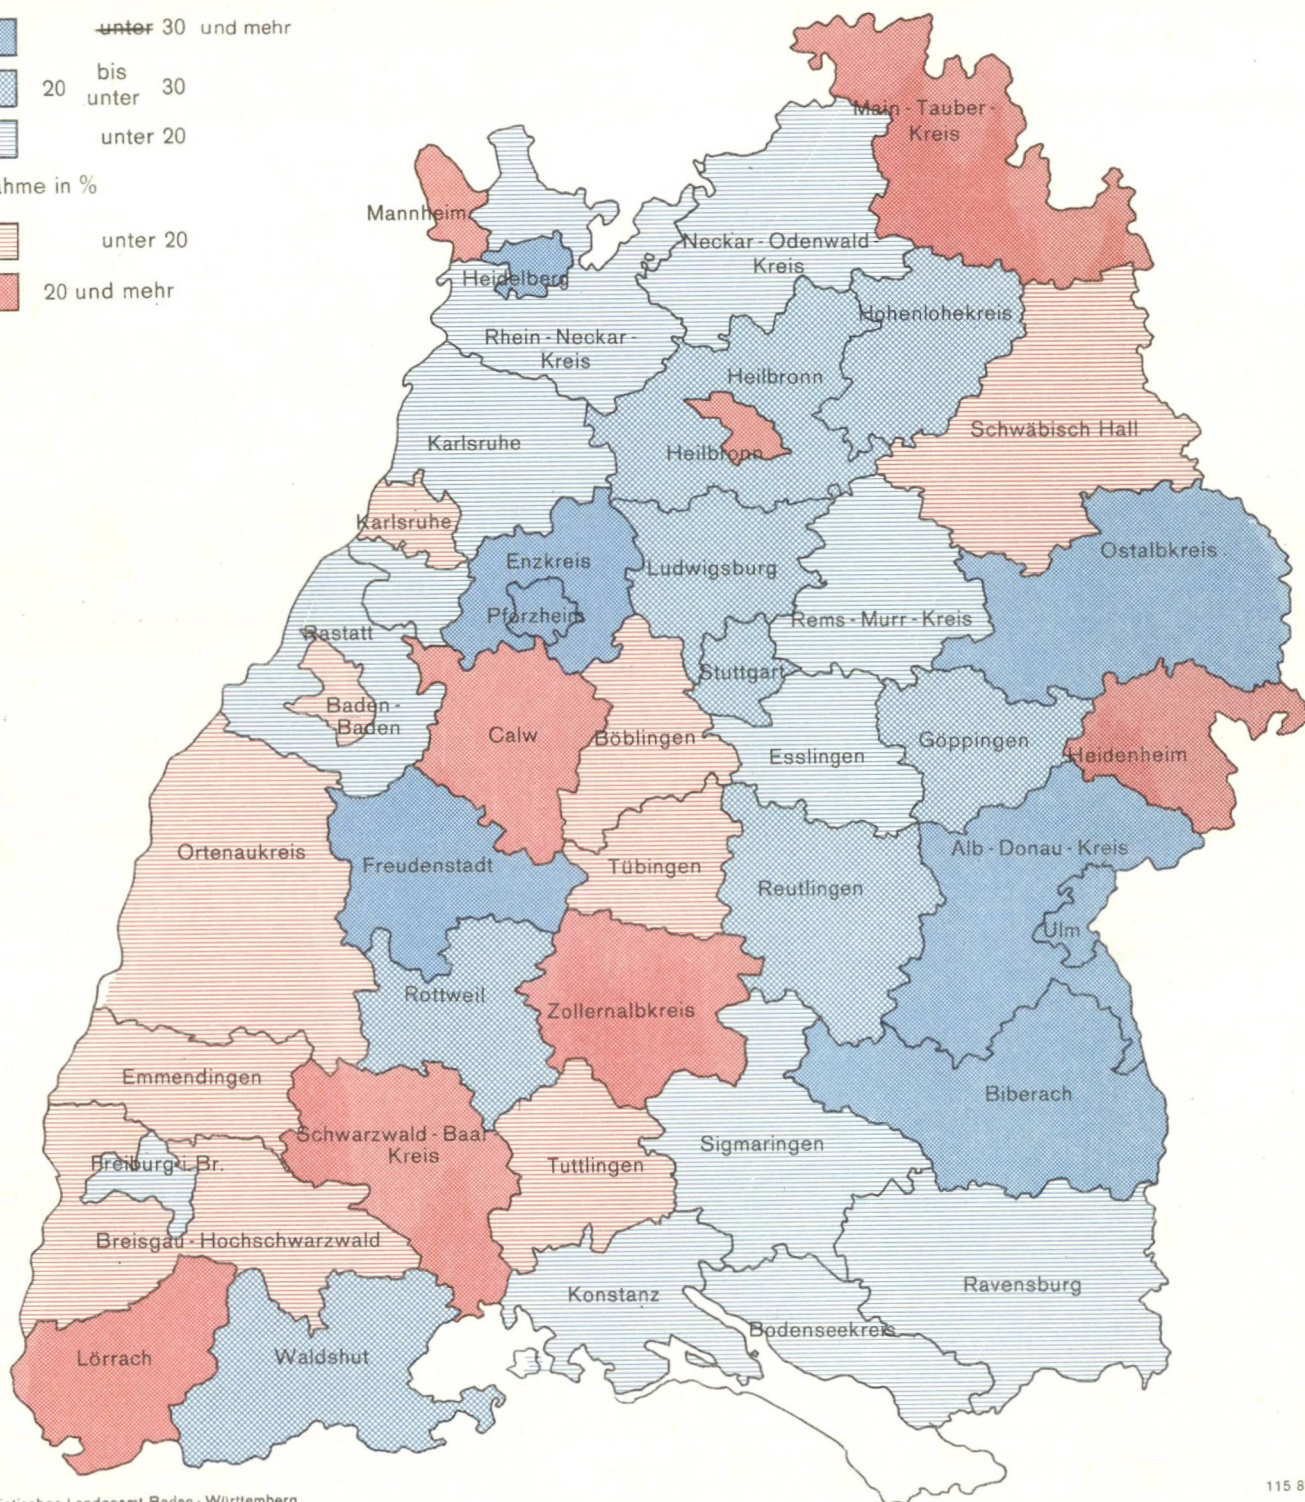 unter 30 und mehr
20 bis unter 30
unter 20
in %
unter 20
20 und mehr
Main - Tauber -
Kreis
Mannheim
Neckar - Odenwald -
Kreis
Heidelberg
Hohenlohekreis
Rhein - Neckar -
Kreis
Heilbronn
Karlsruhe
Heilbronn
Schwäbisch Hall
Karlsruhe
Enzkreis
Ludwigsburg
Ostalbkreis
Pforzheim
Rems - Murr - Kreis
Rastatt
Stuttgart
Baden -
Baden
Calw
Böblingen
Esslingen
Göppingen
Heidenheim
Ortenaukreis
Freudenstadt
Tübingen
Reutlingen
Alb - Donau - Kreis
Ulm
Rottweil
Zollernalbkreis
Emmendingen
Biberach
Schwarzwald - Baar -
Kreis
Sigmaringen
Freiburg i. Br.
Tuttlingen
Breisgau - Hochschwarzwald
Konstanz
Ravensburg
Bodenseekreis
Lörrach
Waldshut
Landesamt Baden - Württemberg
115 8